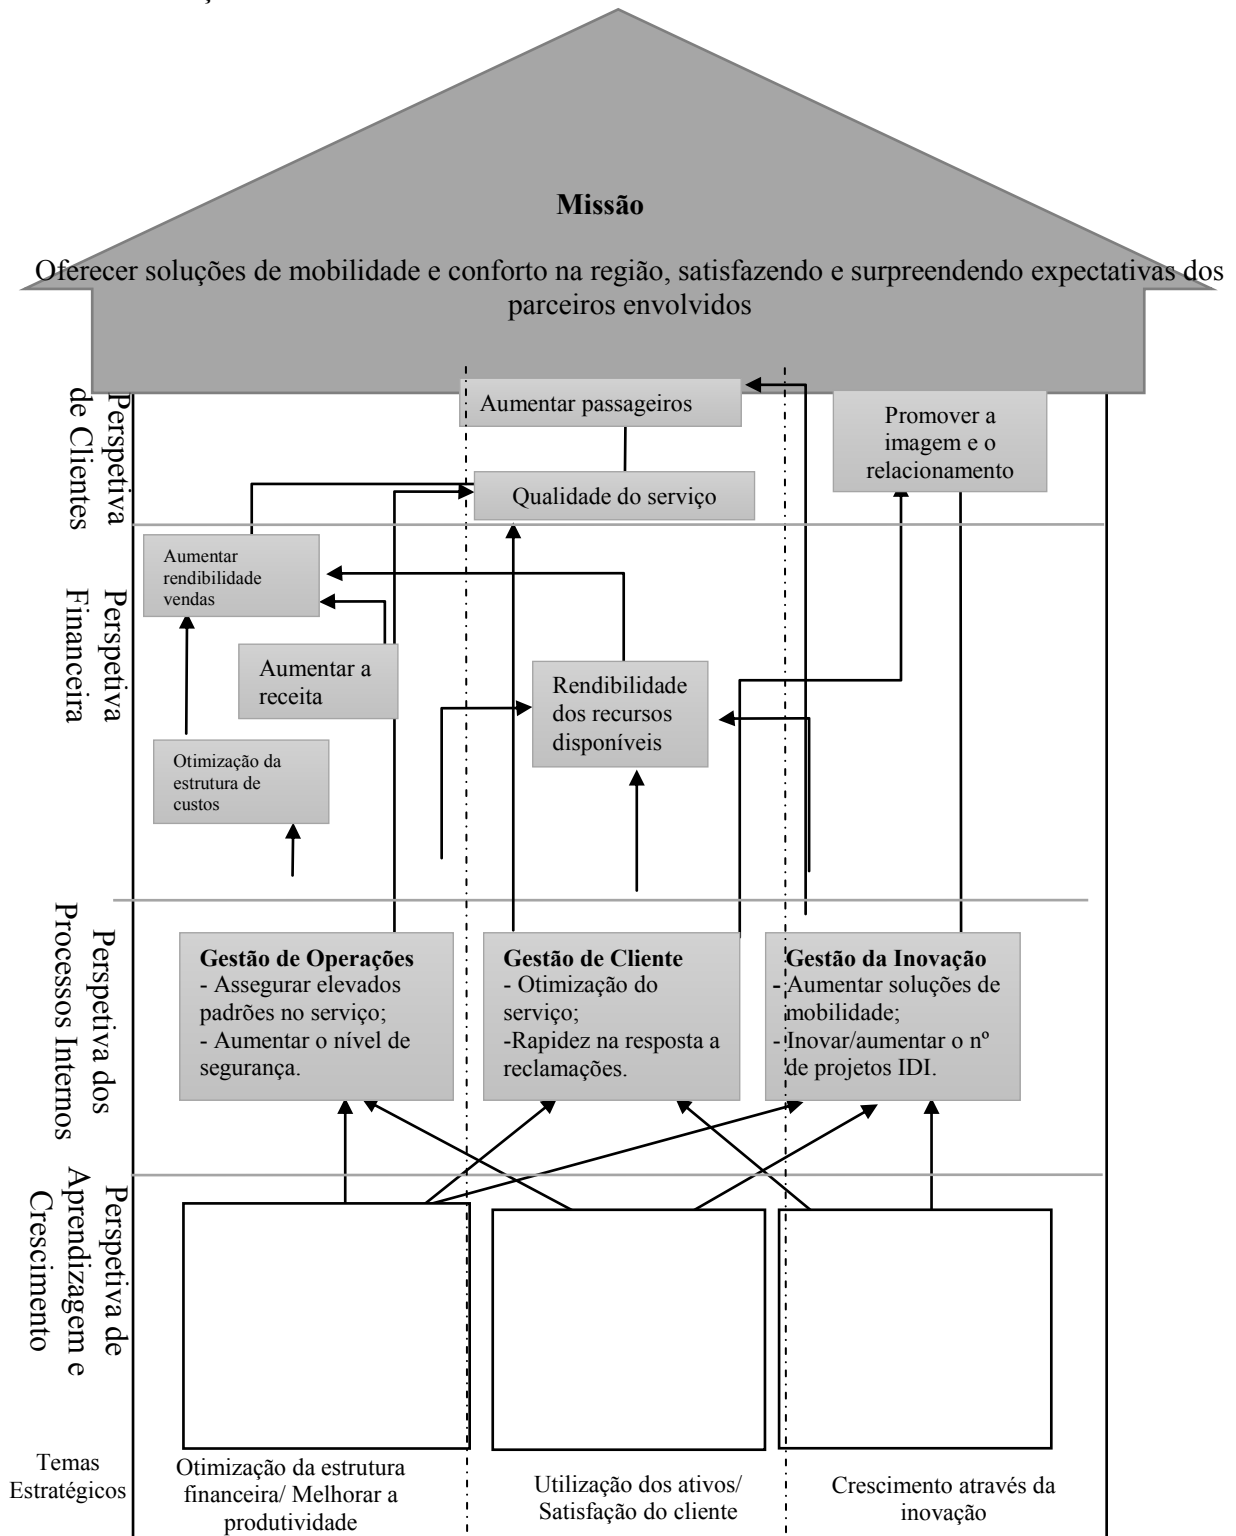 Missão
Oferecer soluções de mobilidade e conforto na região, satisfazendo e surpreendendo expectativas dos
parceiros envolvidos
Perspetiva
de Clientes
Aumentar passageiros
Promover a
imagem e o
relacionamento
Qualidade do serviço
Perspetiva
Financeira
Aumentar
rendibilidade
vendas
Aumentar a
receita
Rendibilidade
dos recursos
disponíveis
Otimização da
estrutura de
custos
Perspetiva dos
Processos Internos
Gestão de Operações
- Assegurar elevados
padrões no serviço;
- Aumentar o nível de
segurança.
Gestão de Cliente
- Otimização do
serviço;
-Rapidez na resposta a
reclamações.
Gestão da Inovação
- Aumentar soluções de
mobilidade;
- Inovar/aumentar o nº
de projetos IDI.
Perspetiva de
Aprendizagem e
Crescimento
Temas
Estratégicos
Otimização da estrutura
financeira/ Melhorar a
produtividade
Utilização dos ativos/
Satisfação do cliente
Crescimento através da
inovação